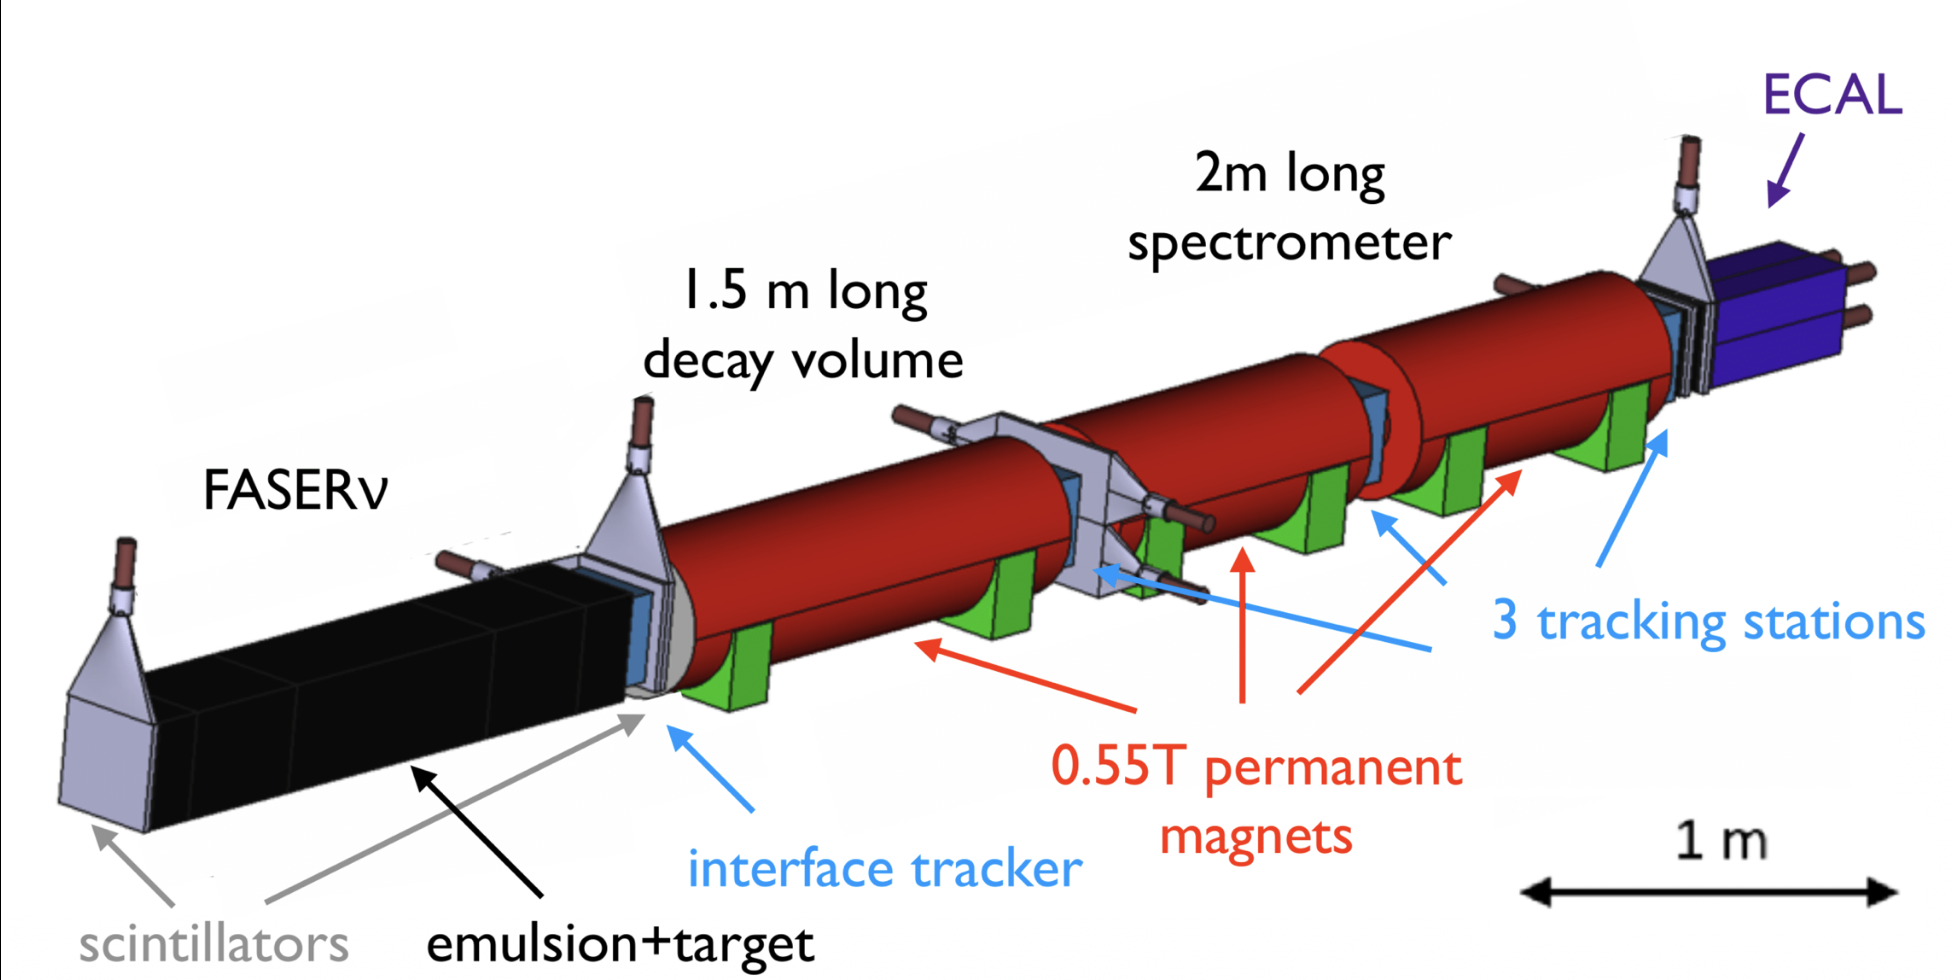 ECAL
2m long
spectrometer
1.5 m long
decay volume
FASERν
3 tracking stations
0.55T permanent
magnets
1 m
interface tracker
scintillators
emulsion+target